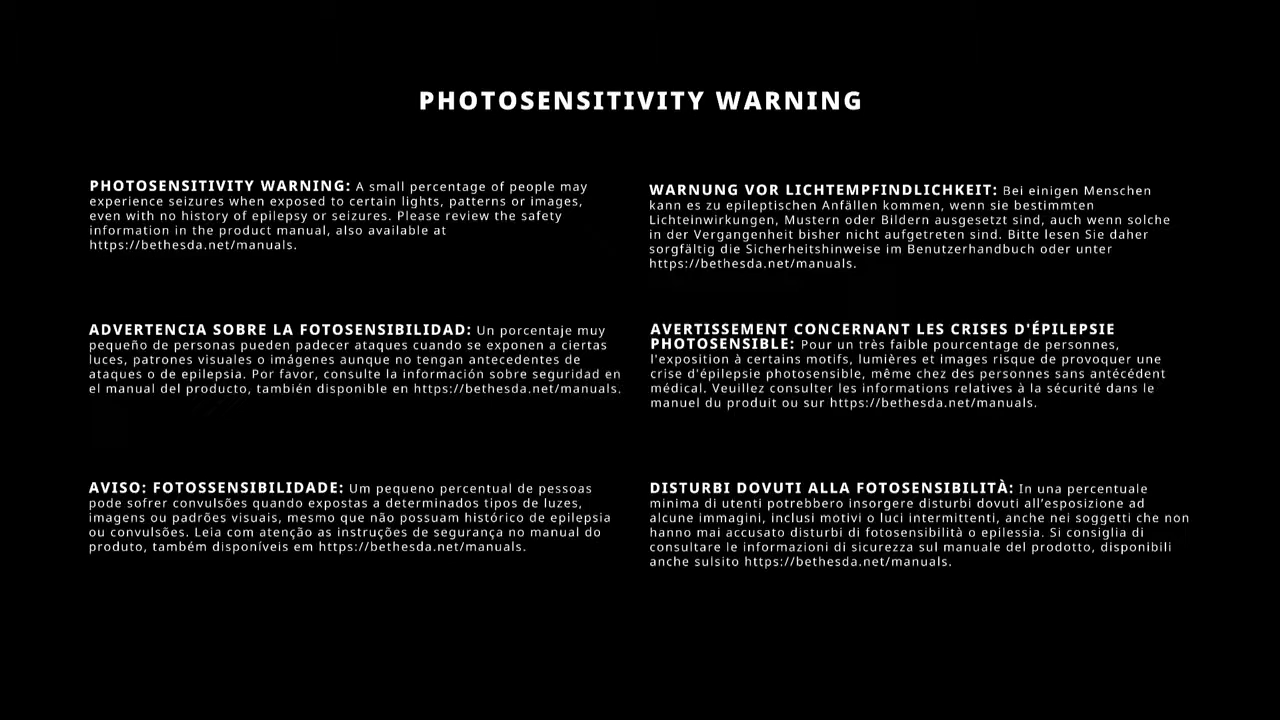 PHOTOSENSITIVITY WARNING
PHOTOSENSITIVITY WARNING: A small percentage of people may
experience seizures when exposed to certain lights, patterns or images,
even with no history of epilepsy or seizures. Please review the safety
information in the product manual, also available at
https://bethesda.net/manuals.
WARNUNG VOR LICHTEMPFINDLICHKEIT: Bei einigen Menschen
kann es zu epileptischen Anfällen kommen, wenn sie bestimmten
Lichteinwirkungen, Mustern oder Bildern ausgesetzt sind, auch wenn solche
in der Vergangenheit bisher nicht aufgetreten sind. Bitte lesen Sie daher
sorgfältig die Sicherheitshinweise im Benutzerhandbuch oder unter
https://bethesda.net/manuals.
ADVERTENCIA SOBRE LA FOTOSENSIBILIDAD: Un porcentaje muy
pequeño de personas pueden padecer ataques cuando se exponen a ciertas
luces, patrones visuales o imágenes aunque no tengan antecedentes de
ataques o de epilepsia. Por favor, consulte la información sobre seguridad en
el manual del producto, también disponible en https://bethesda.net/manuals.
AVERTISSEMENT CONCERNANT LES CRISES D'ÉPILEPSIE
PHOTOSENSIBLE: Pour un très faible pourcentage de personnes,
l'exposition à certains motifs, lumières et images risque de provoquer une
crise d'épilepsie photosensible, même chez des personnes sans antécédent
médical. Veuillez consulter les informations relatives à la sécurité dans le
manuel du produit ou sur https://bethesda.net/manuals.
AVISO: FOTOSSENSIBILIDADE: Um pequeno percentual de pessoas
pode sofrer convulsões quando expostas a determinados tipos de luzes,
imagens ou padrões visuais, mesmo que não possuam histórico de epilepsia
ou convulsões. Leia com atenção as instruções de segurança no manual do
produto, também disponíveis em https://bethesda.net/manuals.
DISTURBI DOVUTI ALLA FOTOSENSIBILITÀ: In una percentuale
minima di utenti potrebbero insorgere disturbi dovuti all’esposizione ad
alcune immagini, inclusi motivi o luci intermittenti, anche nei soggetti che non
hanno mai accusato disturbi di fotosensibilità o epilessia. Si consiglia di
consultare le informazioni di sicurezza sul manuale del prodotto, disponibili
anche sulsito https://bethesda.net/manuals.